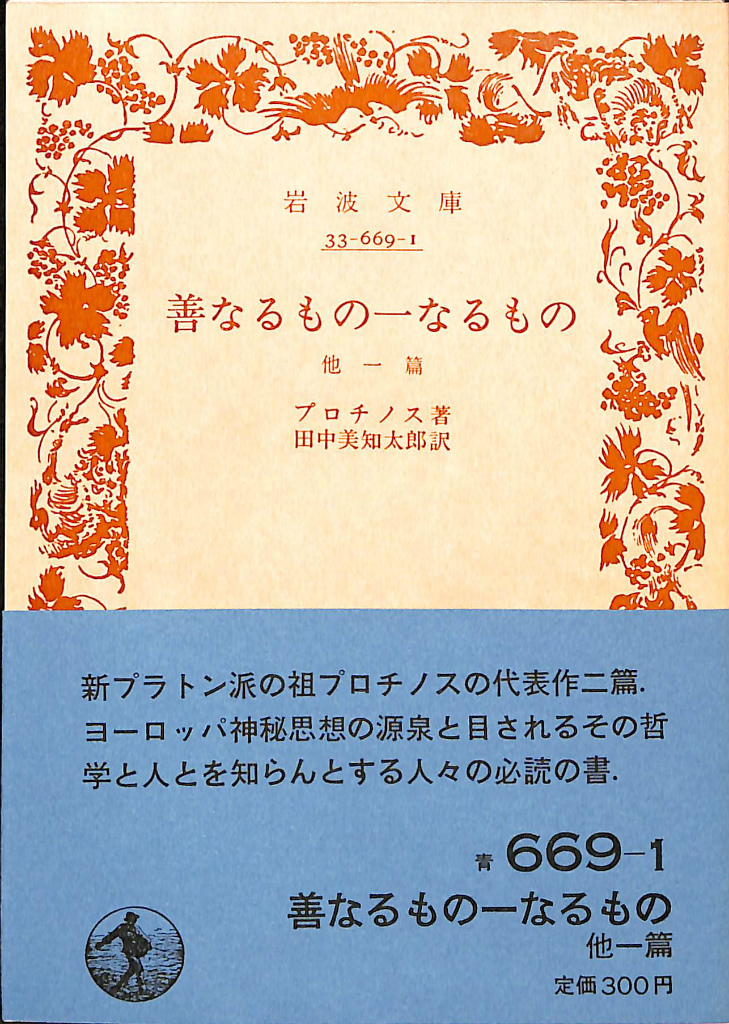 岩波文庫
33-669-1
善なるもの一なるもの
他一篇
プロチノス著
田中美知太郎訳
新プラトン派の祖プロチノスの代表作二篇.
ヨーロッパ神秘思想の源泉と目されるその哲
学と人とを知らんとする人々の必読の書.
青 669-1
善なるもの一なるもの
他一篇
定価300円